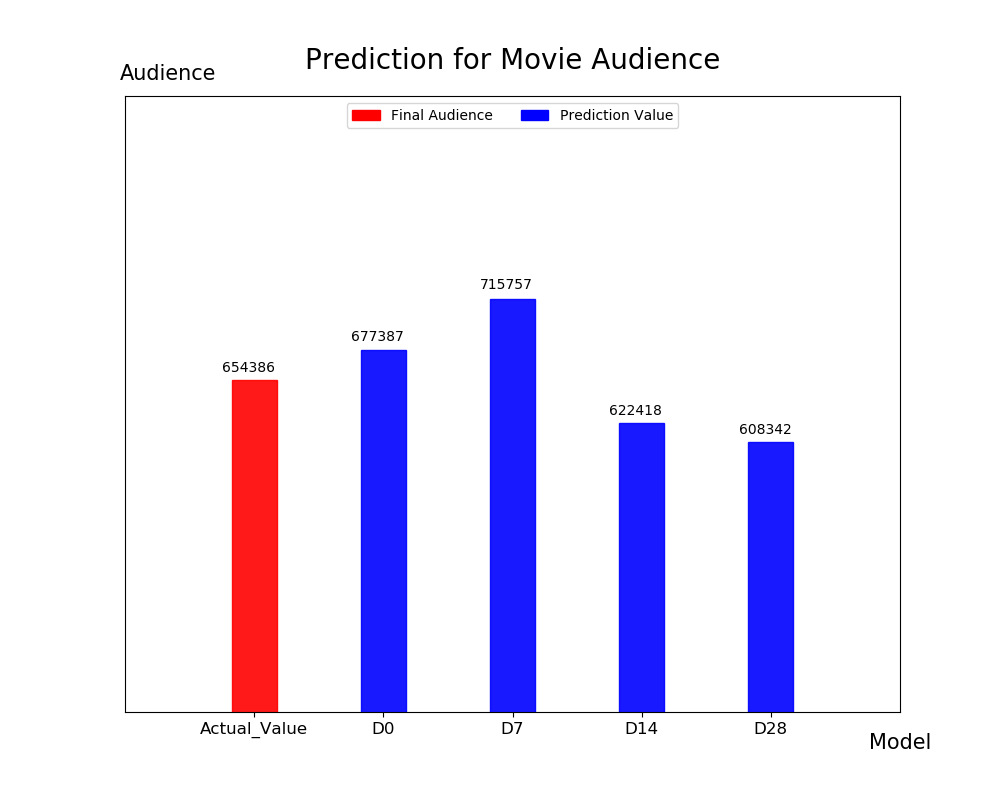 Prediction for Movie Audience
Audience
Final Audience Prediction Value
715757
677387
654386
622418
608342
Actual_Value D0 D7 D14 D28
Model